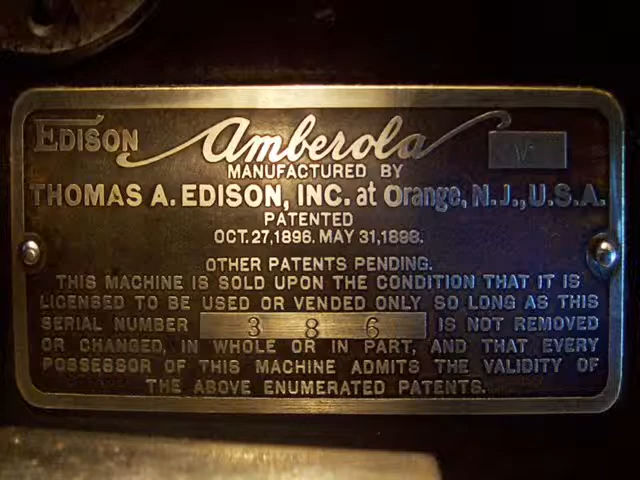 EDISON Amberola V
MANUFACTURED BY
THOMAS A. EDISON, INC. at Orange, N.J., U.S.A.
PATENTED
OCT. 27, 1896. MAY 31, 1898.
OTHER PATENTS PENDING.
THIS MACHINE IS SOLD UPON THE CONDITION THAT IT IS
LICENSED TO BE USED OR VENDED ONLY SO LONG AS THIS
SERIAL NUMBER 386 IS NOT REMOVED
OR CHANGED, IN WHOLE OR IN PART, AND THAT EVERY
POSSESSOR OF THIS MACHINE ADMITS THE VALIDITY OF
THE ABOVE ENUMERATED PATENTS.